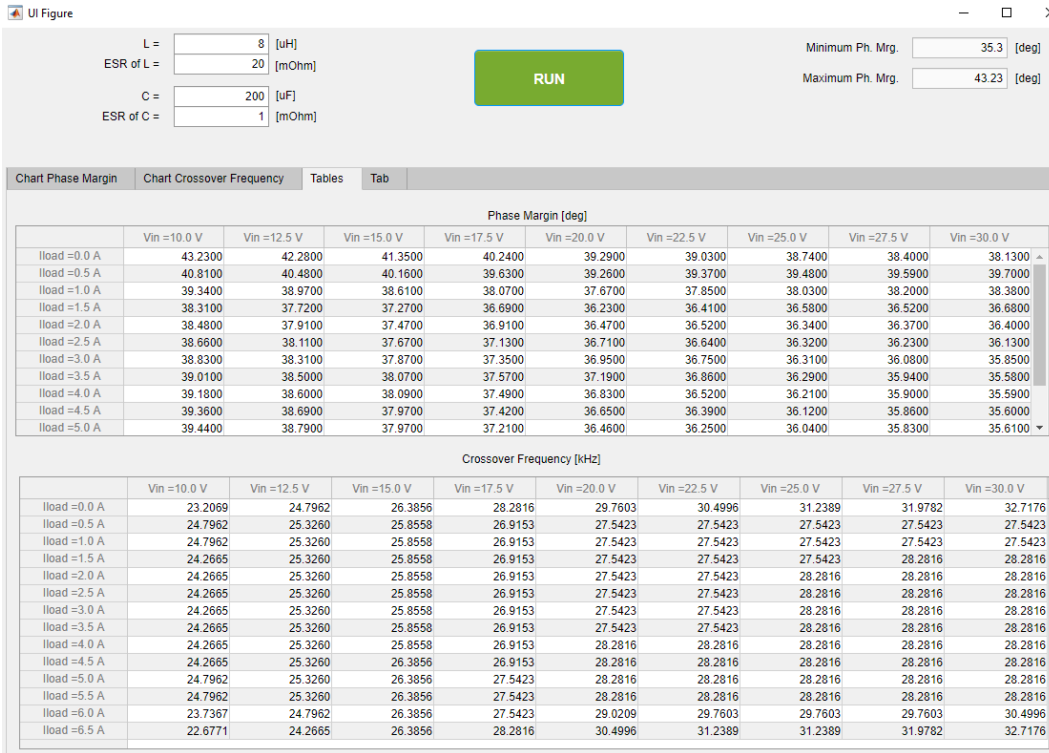 UI Figure
L = 8 [uH]
ESR of L = 20 [mOhm]
C = 200 [uF]
ESR of C = 1 [mOhm]
RUN
Minimum Ph. Mrg. 35.3 [deg]
Maximum Ph. Mrg. 43.23 [deg]
Chart Phase Margin Chart Crossover Frequency Tables Tab
Phase Margin [deg]
Vin =10.0 V Vin =12.5 V Vin =15.0 V Vin =17.5 V Vin =20.0 V Vin =22.5 V Vin =25.0 V Vin =27.5 V Vin =30.0 V
Iload =0.0 A 43.2300 42.2800 41.3500 40.2400 39.2900 39.0300 38.7400 38.4000 38.1300
Iload =0.5 A 40.8100 40.4800 40.1600 39.6300 39.2600 39.3700 39.4800 39.5900 39.7000
Iload =1.0 A 39.3400 38.9700 38.6100 38.0700 37.6700 37.8500 38.0300 38.2000 38.3800
Iload =1.5 A 38.3100 37.7200 37.2700 36.6900 36.2300 36.4100 36.5800 36.5200 36.6800
Iload =2.0 A 38.4800 37.9100 37.4700 36.9100 36.4700 36.5200 36.3400 36.3700 36.4000
Iload =2.5 A 38.6600 38.1100 37.6700 37.1300 36.7100 36.6400 36.3200 36.2300 36.1300
Iload =3.0 A 38.8300 38.3100 37.8700 37.3500 36.9500 36.7500 36.3100 36.0800 35.8500
Iload =3.5 A 39.0100 38.5000 38.0700 37.5700 37.1900 36.8600 36.2900 35.9400 35.5800
Iload =4.0 A 39.1800 38.6000 38.0900 37.4900 36.8300 36.5200 36.2100 35.9000 35.5900
Iload =4.5 A 39.3600 38.6900 37.9700 37.4200 36.6500 36.3900 36.1200 35.8600 35.6000
Iload =5.0 A 39.4400 38.7900 37.9700 37.2100 36.4600 36.2500 36.0400 35.8300 35.6100
Crossover Frequency [kHz]
Vin =10.0 V Vin =12.5 V Vin =15.0 V Vin =17.5 V Vin =20.0 V Vin =22.5 V Vin =25.0 V Vin =27.5 V Vin =30.0 V
Iload =0.0 A 23.2069 24.7962 26.3856 28.2816 29.7603 30.4996 31.2389 31.9782 32.7176
Iload =0.5 A 24.7962 25.3260 25.8558 26.9153 27.5423 27.5423 27.5423 27.5423 27.5423
Iload =1.0 A 24.7962 25.3260 25.8558 26.9153 27.5423 27.5423 27.5423 27.5423 27.5423
Iload =1.5 A 24.2665 25.3260 25.8558 26.9153 27.5423 27.5423 27.5423 28.2816 28.2816
Iload =2.0 A 24.2665 25.3260 25.8558 26.9153 27.5423 27.5423 28.2816 28.2816 28.2816
Iload =2.5 A 24.2665 25.3260 25.8558 26.9153 27.5423 27.5423 28.2816 28.2816 28.2816
Iload =3.0 A 24.2665 25.3260 25.8558 26.9153 27.5423 27.5423 28.2816 28.2816 28.2816
Iload =3.5 A 24.2665 25.3260 25.8558 26.9153 27.5423 27.5423 28.2816 28.2816 28.2816
Iload =4.0 A 24.2665 25.3260 25.8558 26.9153 28.2816 28.2816 28.2816 28.2816 28.2816
Iload =4.5 A 24.2665 25.3260 26.3856 26.9153 28.2816 28.2816 28.2816 28.2816 28.2816
Iload =5.0 A 24.7962 25.3260 26.3856 27.5423 28.2816 28.2816 28.2816 28.2816 28.2816
Iload =5.5 A 24.7962 25.3260 26.3856 27.5423 28.2816 28.2816 28.2816 28.2816 28.2816
Iload =6.0 A 23.7367 24.7962 26.3856 27.5423 29.0209 29.7603 29.7603 29.7603 30.4996
Iload =6.5 A 22.6771 24.2665 26.3856 28.2816 30.4996 31.2389 31.2389 31.9782 32.7176